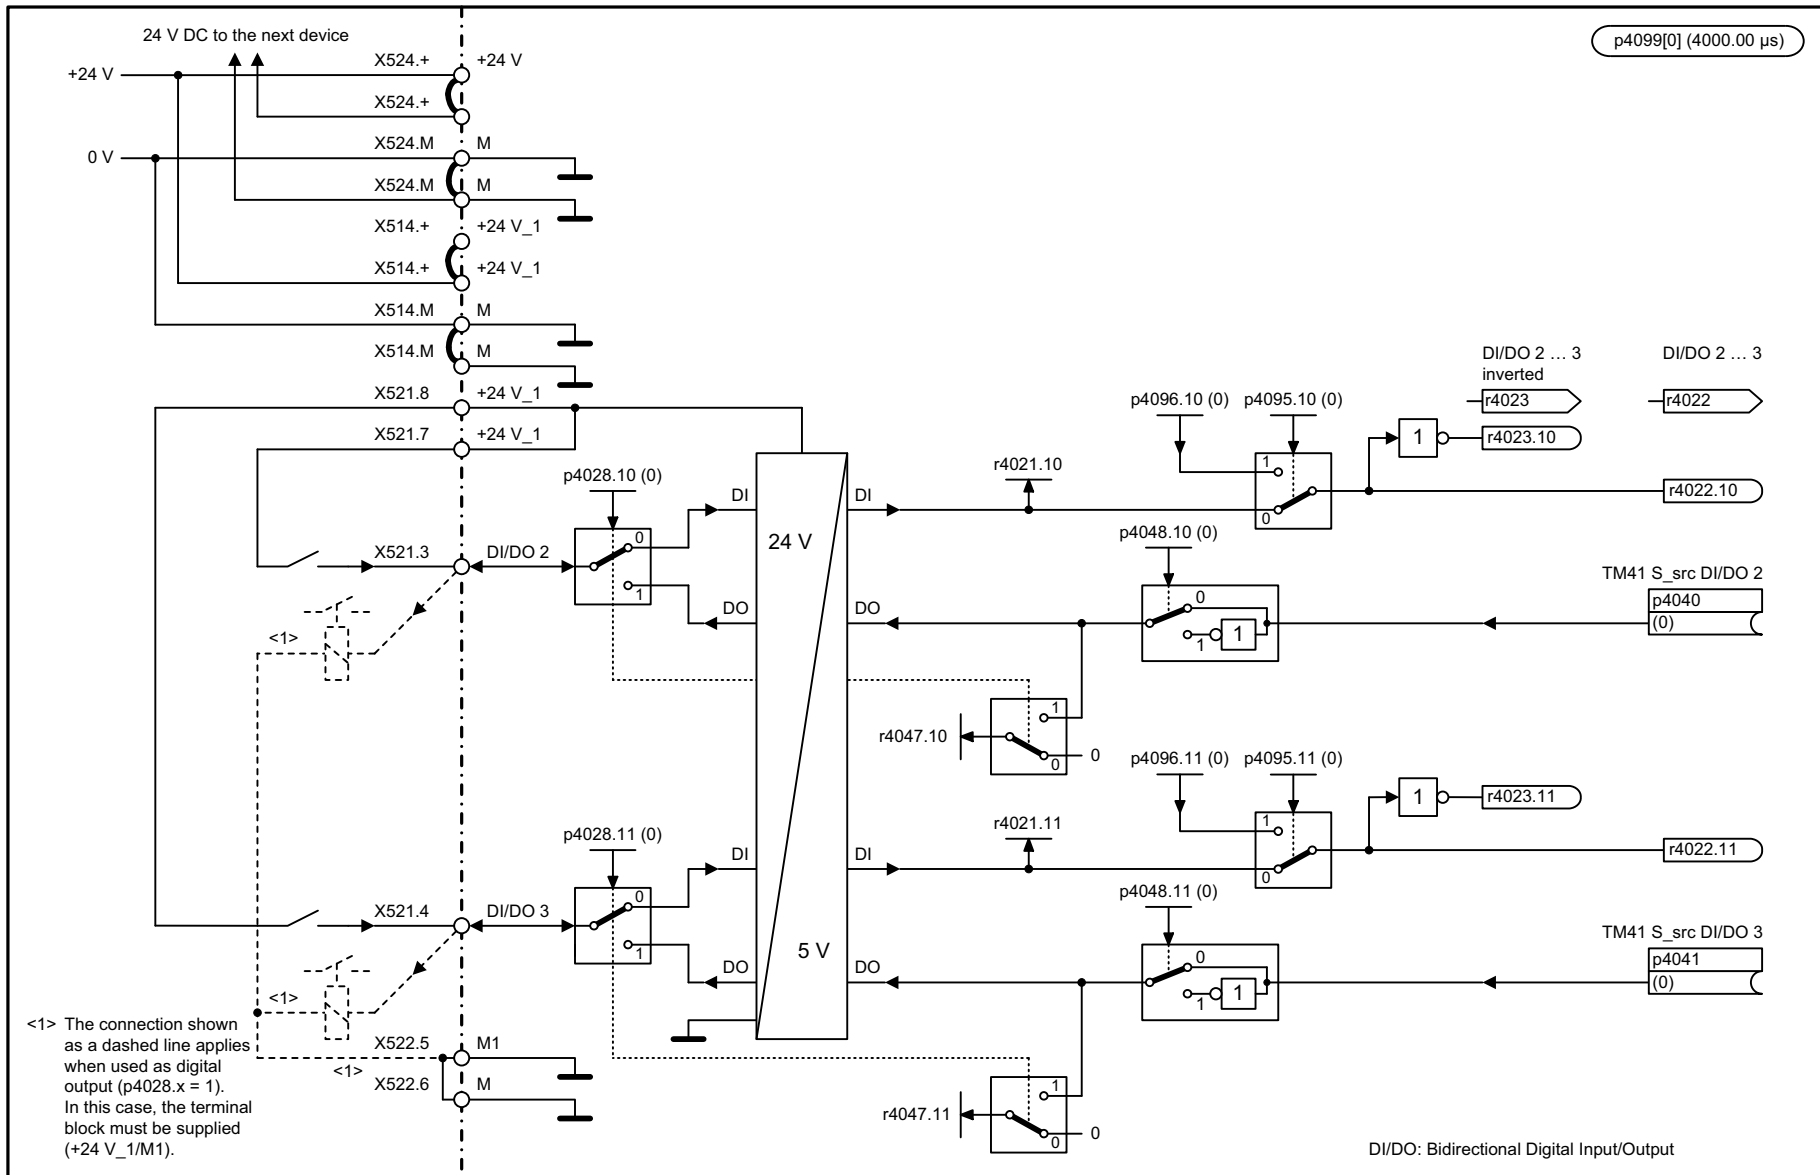 24 V DC to the next device
p4099[0] (4000.00 µs)
+24 V
X524.+
+24 V
X524.+
0 V
X524.M
M
X524.M
M
X514.+
+24 V_1
X514.+
+24 V_1
X514.M
M
X514.M
M
X521.8
+24 V_1
X521.7
+24 V_1
DI/DO 2 … 3
inverted
DI/DO 2 … 3
r4023
r4022
p4096.10 (0)
p4095.10 (0)
1
r4023.10
r4021.10
1
0
r4022.10
p4028.10 (0)
DI
DI
24 V
0
1
X521.3
DI/DO 2
DO
DO
p4048.10 (0)
0
1
1
TM41 S_src DI/DO 2
p4040
(0)
<1>
r4047.10
1
0
0
p4096.11 (0)
p4095.11 (0)
1
r4023.11
r4021.11
1
0
r4022.11
p4028.11 (0)
DI
DI
0
1
X521.4
DI/DO 3
5 V
DO
DO
p4048.11 (0)
0
1
1
TM41 S_src DI/DO 3
p4041
(0)
<1>
<1> The connection shown
as a dashed line applies
when used as digital
output (p4028.x = 1).
In this case, the terminal
block must be supplied
(+24 V_1/M1).
X522.5
M1
<1>
X522.6
M
r4047.11
1
0
0
DI/DO: Bidirectional Digital Input/Output